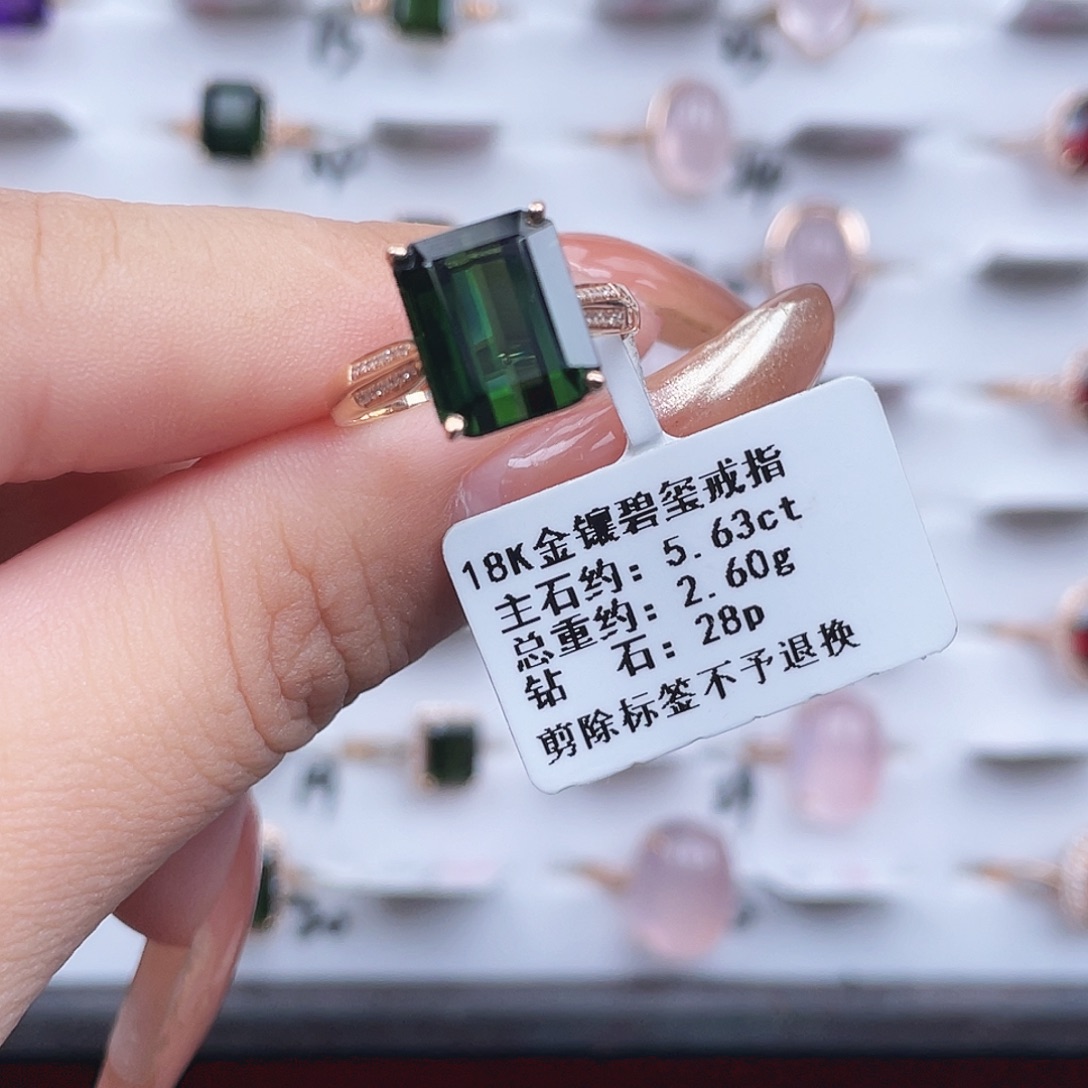 18K金镶碧玺戒指
主石约: 5.63ct
总重约: 2.60g
钻 石: 28p
剪除标签不予退换